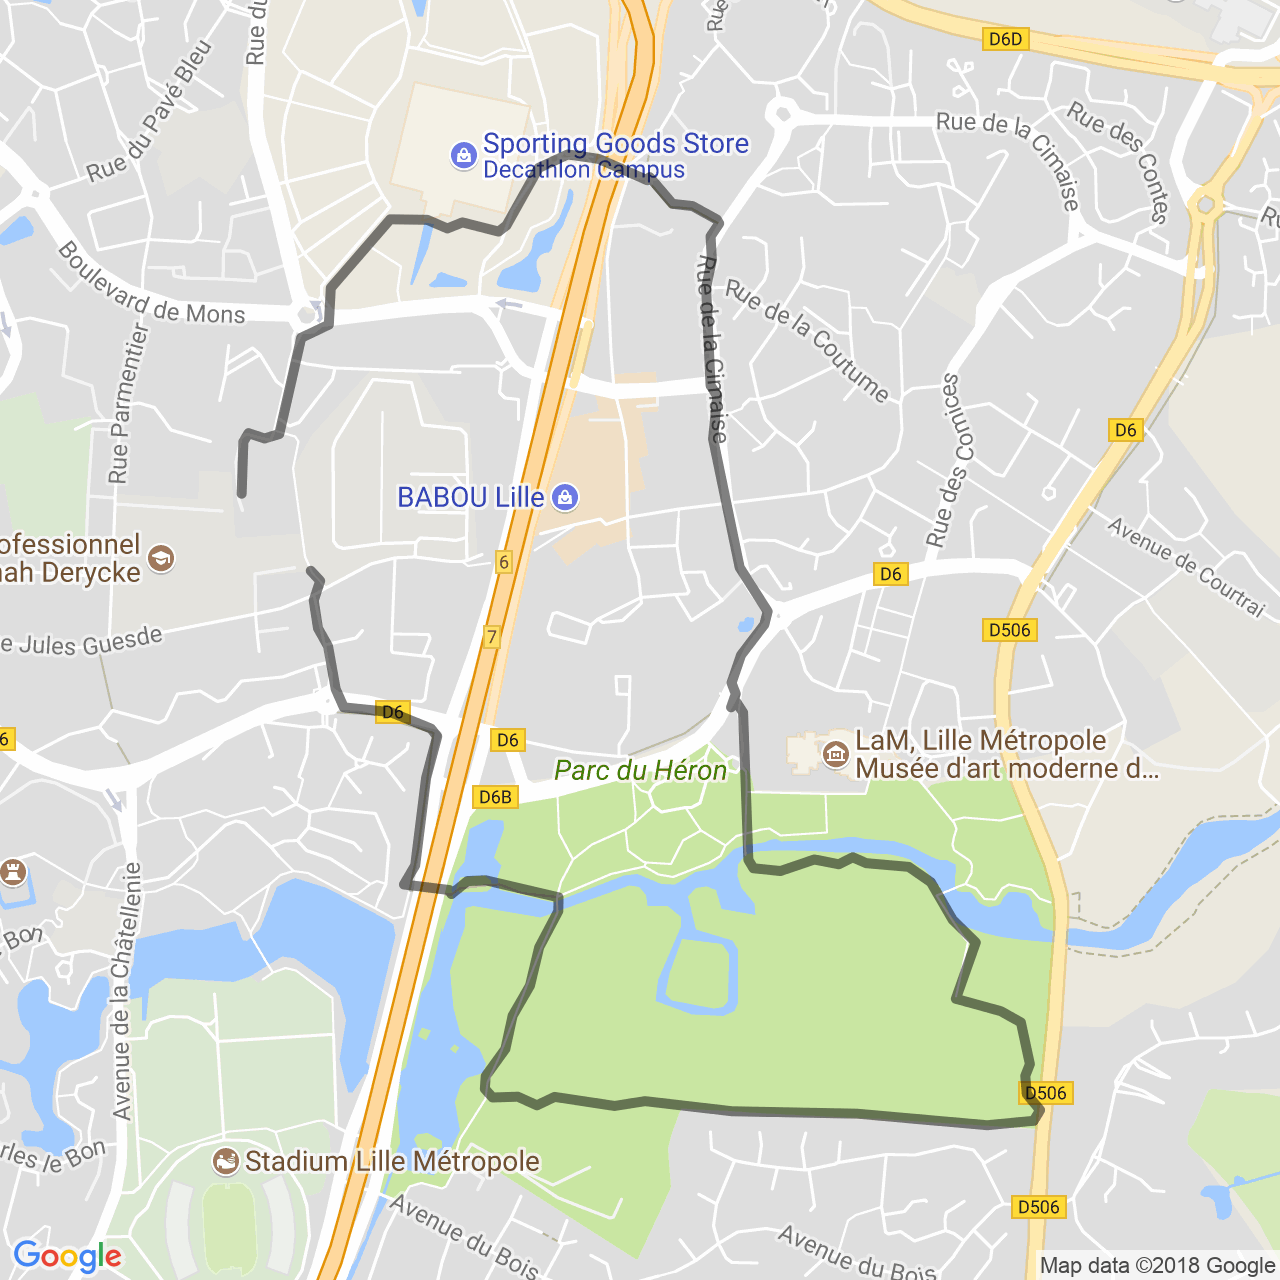 Rue du
Rue
D6D
Rue du Pavé Bleu
Sporting Goods Store
Decathlon Campus
Rue de la Cimaise
Rue des Contes
Boulevard de Mons
Rue de la Cimaise
Rue de la Coutume
Rue Parmentier
Rue des Comices
D6
BABOU Lille
Avenue de Courtrai
ofessionnel
nah Derycke
6
D6
7
D506
e Jules Guesde
D6
D6
6
LaM, Lille Métropole
Musée d'art moderne d...
Parc du Héron
D6B
Avenue de la Châtellenie
Bon
D506
rles le Bon
Stadium Lille Métropole
Avenue du Bois
D506
Avenue du Bois
Google
Map data ©2018 Google